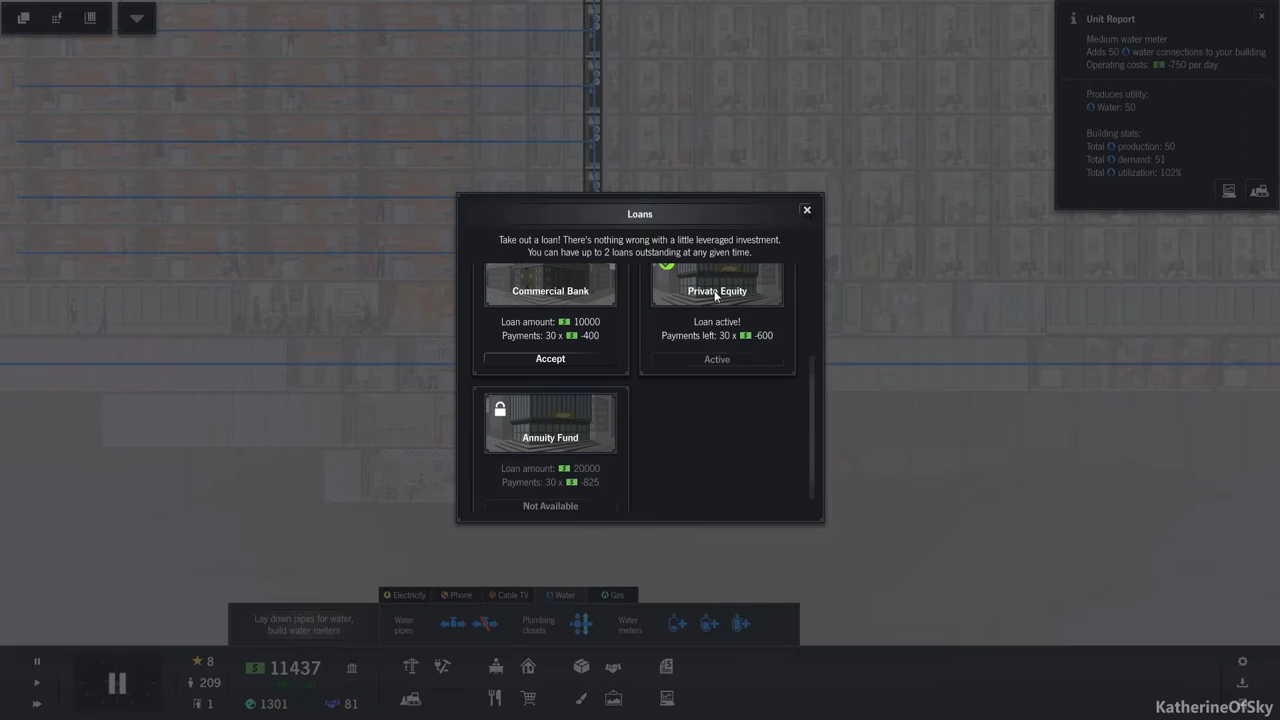 Unit Report
Medium water meter
Adds 50 water connections to your building
Operating costs: -750 per day
Produces utility:
Water: 50
Building stats:
Total production: 50
Total demand: 51
Total utilization: 102%
Loans
Take out a loan! There's nothing wrong with a little leveraged investment.
You can have up to 2 loans outstanding at any given time.
Commercial Bank
Loan amount: 10000
Payments: 30 x -400
Accept
Private Equity
Loan active!
Payments left: 30 x -600
Active
Annuity Fund
Loan amount: 20000
Payments: 30 x -825
Not Available
Electricity
Phone
Cable TV
Water
Gas
Lay down pipes for water,
build water meters
Water
pipes
Plumbing
closets
Water
meters
8
209
1
11437
1301
81
KatherineOfSky